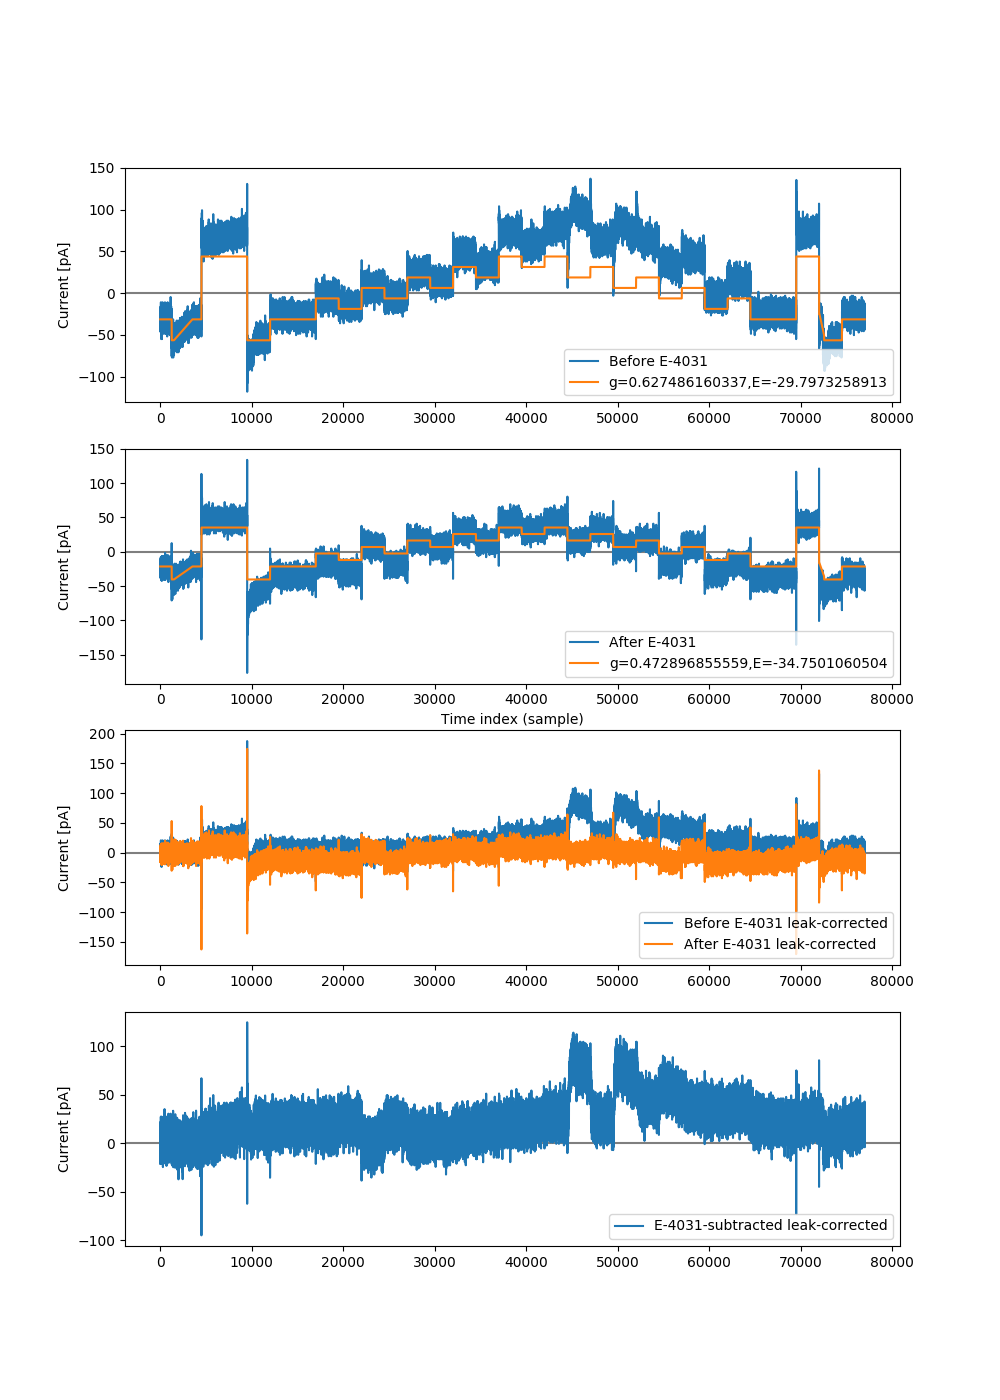 150
100
50
0
−50
−100
Current [pA]
Before E-4031
g=0.627486160337,E=-29.7973258913
0 10000 20000 30000 40000 50000 60000 70000 80000
150
100
50
0
−50
−100
−150
Current [pA]
After E-4031
g=0.472896855559,E=-34.7501060504
0 10000 20000 30000 40000 50000 60000 70000 80000
Time index (sample)
200
150
100
50
0
−50
−100
−150
Current [pA]
Before E-4031 leak-corrected
After E-4031 leak-corrected
0 10000 20000 30000 40000 50000 60000 70000 80000
100
50
0
−50
−100
Current [pA]
E-4031-subtracted leak-corrected
0 10000 20000 30000 40000 50000 60000 70000 80000